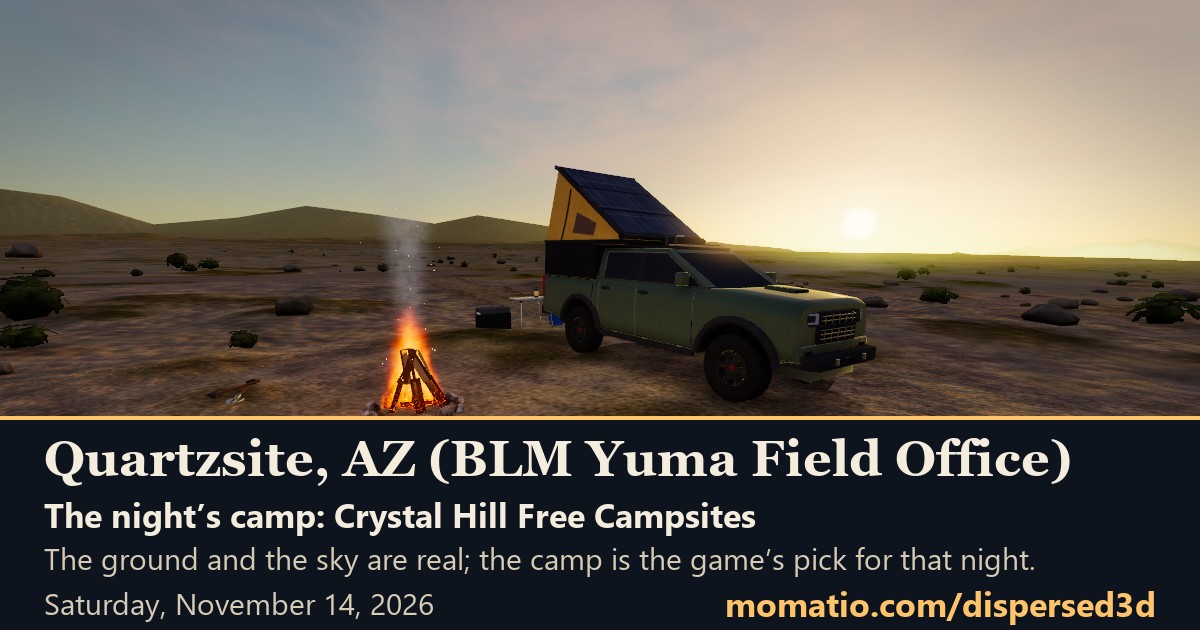 Quartzsite, AZ (BLM Yuma Field Office)
The night’s camp: Crystal Hill Free Campsites
The ground and the sky are real; the camp is the game’s pick for that night.
Saturday, November 14, 2026
momatio.com/dispersed3d